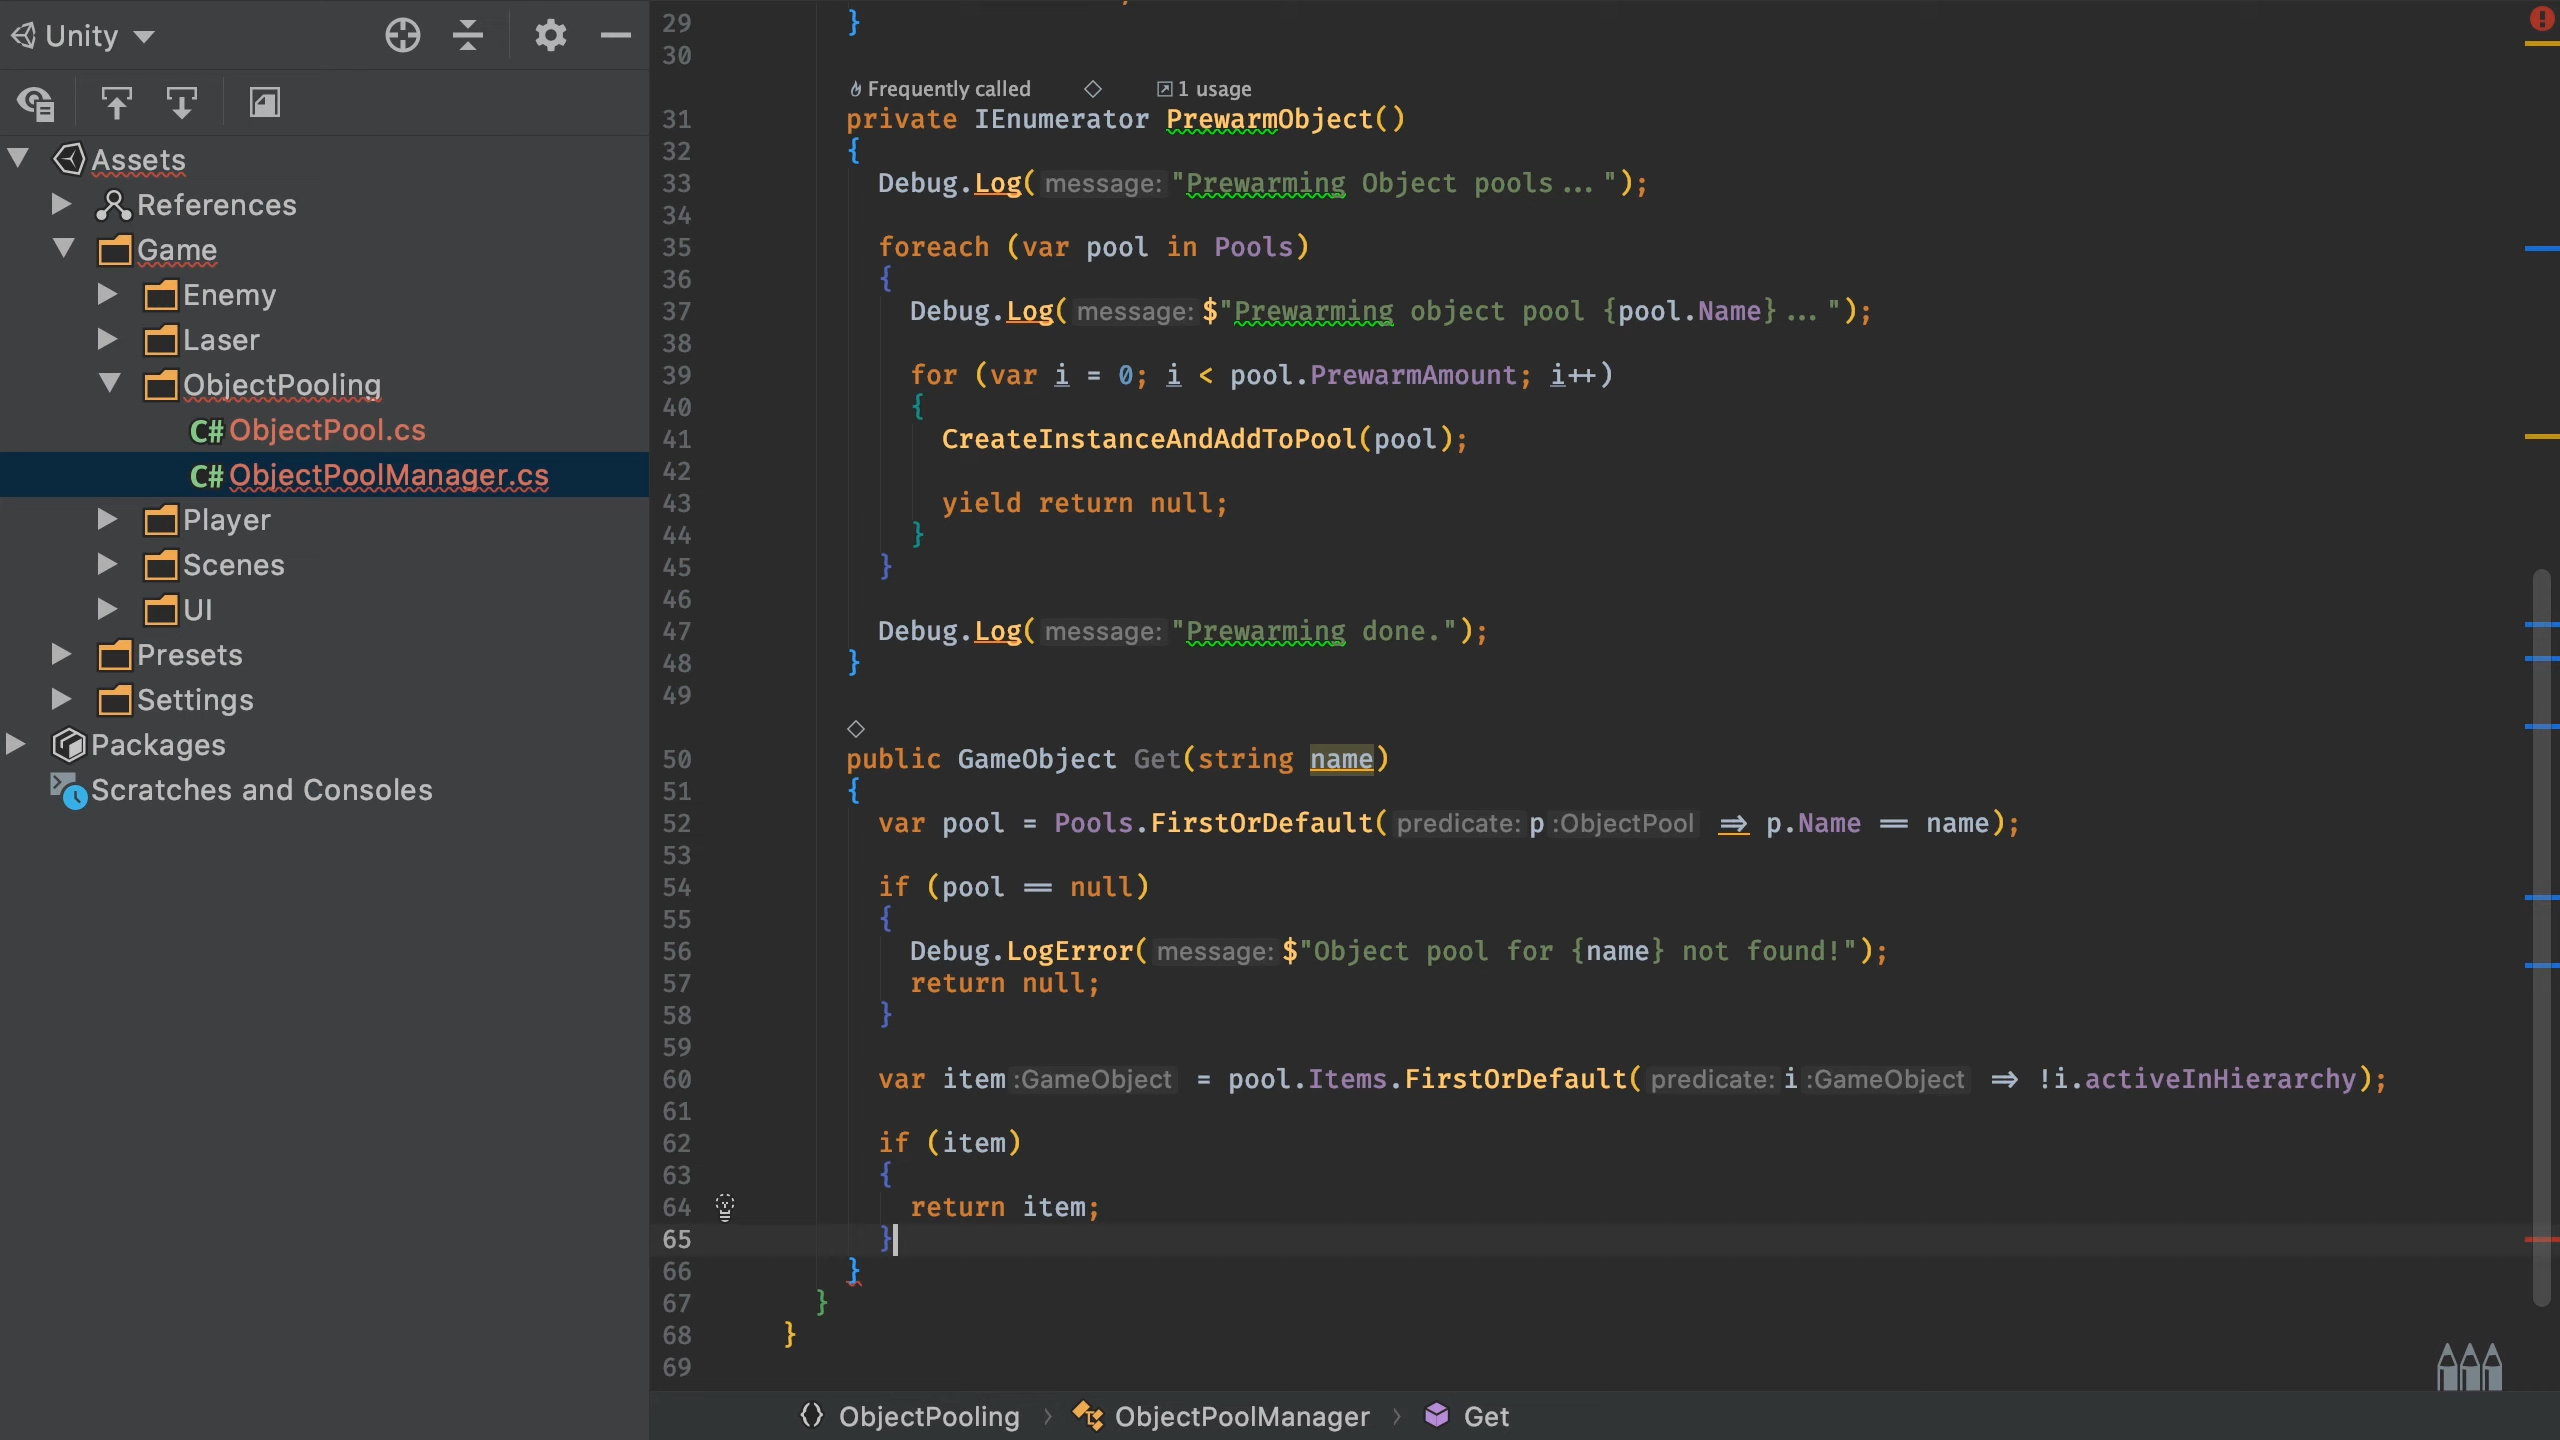 Unity
Assets
References
Game
Enemy
Laser
ObjectPooling
C# ObjectPool.cs
C# ObjectPoolManager.cs
Player
Scenes
UI
Presets
Settings
Packages
Scratches and Consoles
29 }
30
Frequently called 1 usage
31 private IEnumerator PrewarmObject()
32 {
33 Debug.Log( message: "Prewarming Object pools...");
34
35 foreach (var pool in Pools)
36 {
37 Debug.Log( message: $"Prewarming object pool {pool.Name}...");
38
39 for (var i = 0; i < pool.PrewarmAmount; i++)
40 {
41 CreateInstanceAndAddToPool(pool);
42
43 yield return null;
44 }
45 }
46
47 Debug.Log( message: "Prewarming done.");
48 }
49
50 public GameObject Get(string name)
51 {
52 var pool = Pools.FirstOrDefault( predicate: p :ObjectPool => p.Name == name);
53
54 if (pool == null)
55 {
56 Debug.LogError( message: $"Object pool for {name} not found!");
57 return null;
58 }
59
60 var item :GameObject = pool.Items.FirstOrDefault( predicate: i :GameObject => !i.activeInHierarchy);
61
62 if (item)
63 {
64 return item;
65 }
66 }
67 }
68 }
69
{} ObjectPooling > ObjectPoolManager > Get